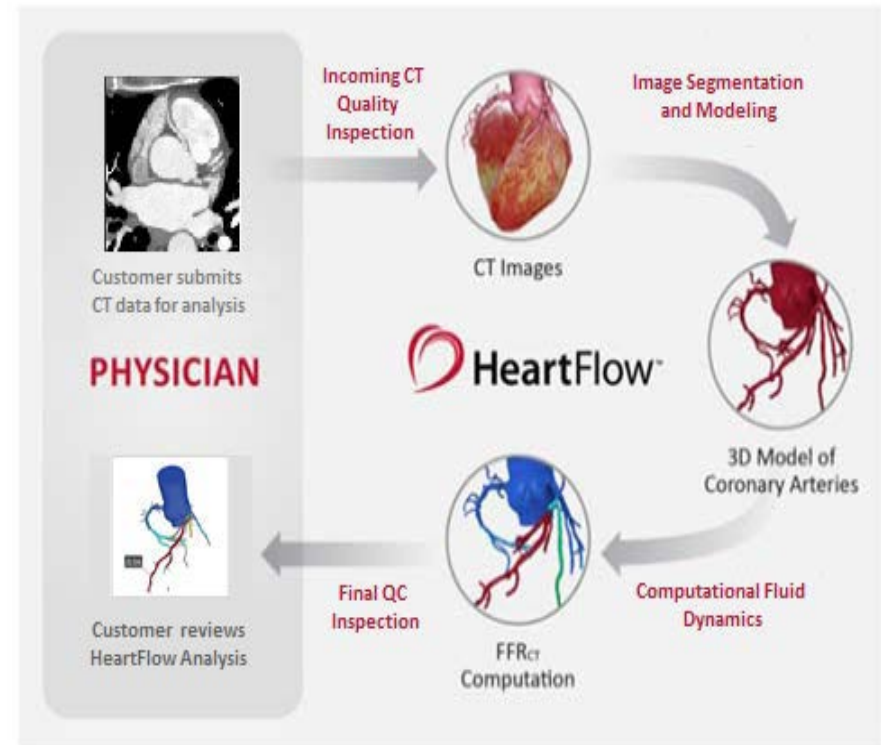 Incoming CT
Quality
Inspection
Image Segmentation
and Modeling
CT Images
Customer submits
CT data for analysis
PHYSICIAN
HeartFlow™
3D Model of
Coronary Arteries
Computational Fluid
Dynamics
FFRCT
Computation
Final QC
Inspection
Customer reviews
HeartFlow Analysis